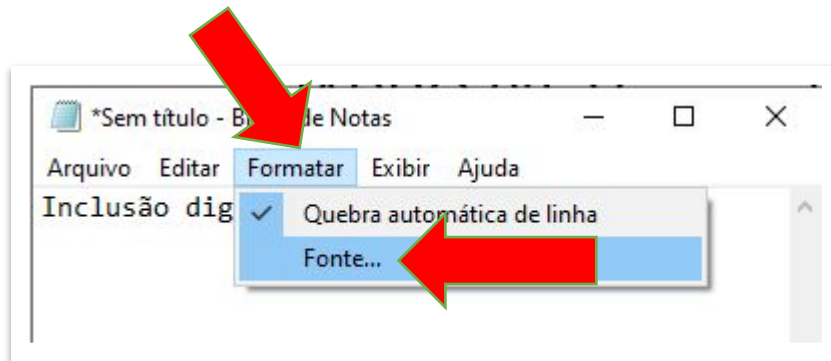 *Sem título - B de Notas
Arquivo Editar Formatar Exibir Ajuda
Inclusão dig
Quebra automática de linha
Fonte...